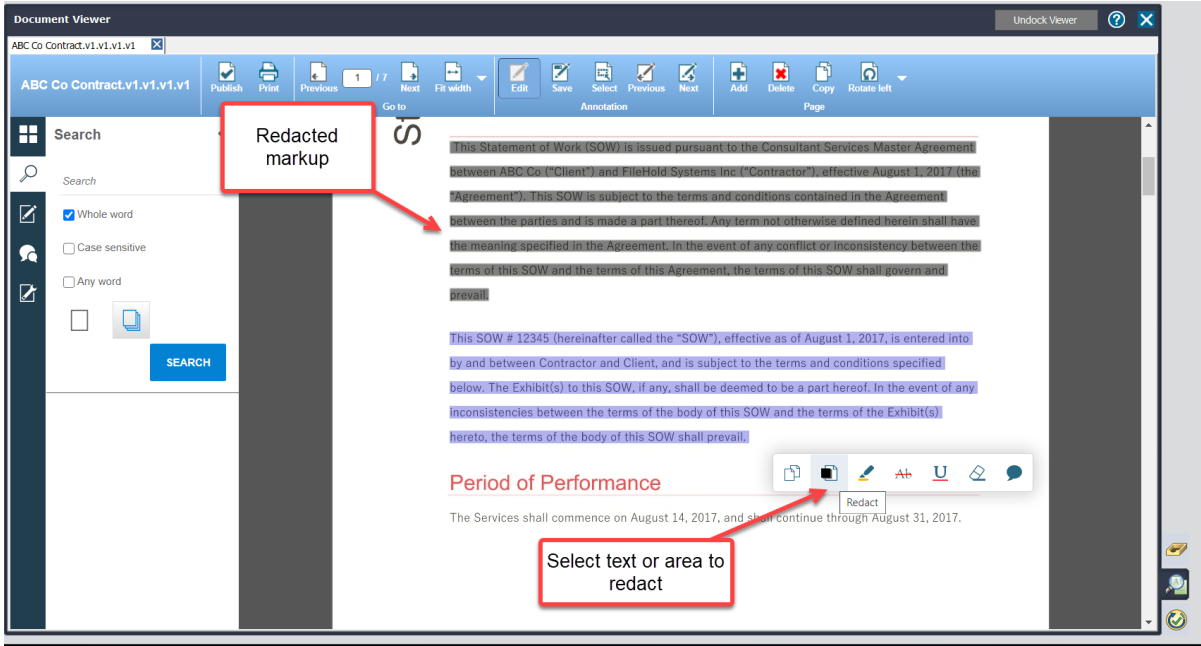 Document Viewer
Undock Viewer
ABC Co Contract.v1.v1.v1.v1
ABC Co Contract.v1.v1.v1.v1
Publish
Print
Previous
1 / 7
Next
Fit width
Go to
Edit
Save
Select
Previous
Next
Annotation
Add
Delete
Copy
Rotate left
Page
Search
Search
Whole word
Case sensitive
Any word
SEARCH
Redacted
markup
St
This Statement of Work (SOW) is issued pursuant to the Consultant Services Master Agreement
between ABC Co (“Client”) and FileHold Systems Inc (“Contractor”), effective August 1, 2017 (the
“Agreement”). This SOW is subject to the terms and conditions contained in the Agreement
between the parties and is made a part thereof. Any term not otherwise defined herein shall have
the meaning specified in the Agreement. In the event of any conflict or inconsistency between the
terms of this SOW and the terms of this Agreement, the terms of this SOW shall govern and
prevail.
This SOW # 12345 (hereinafter called the “SOW”), effective as of August 1, 2017, is entered into
by and between Contractor and Client, and is subject to the terms and conditions specified
below. The Exhibit(s) to this SOW, if any, shall be deemed to be a part hereof. In the event of any
inconsistencies between the terms of the body of this SOW and the terms of the Exhibit(s)
hereto, the terms of the body of this SOW shall prevail.
Ab
U
Redact
Period of Performance
The Services shall commence on August 14, 2017, and shall continue through August 31, 2017.
Select text or area to
redact